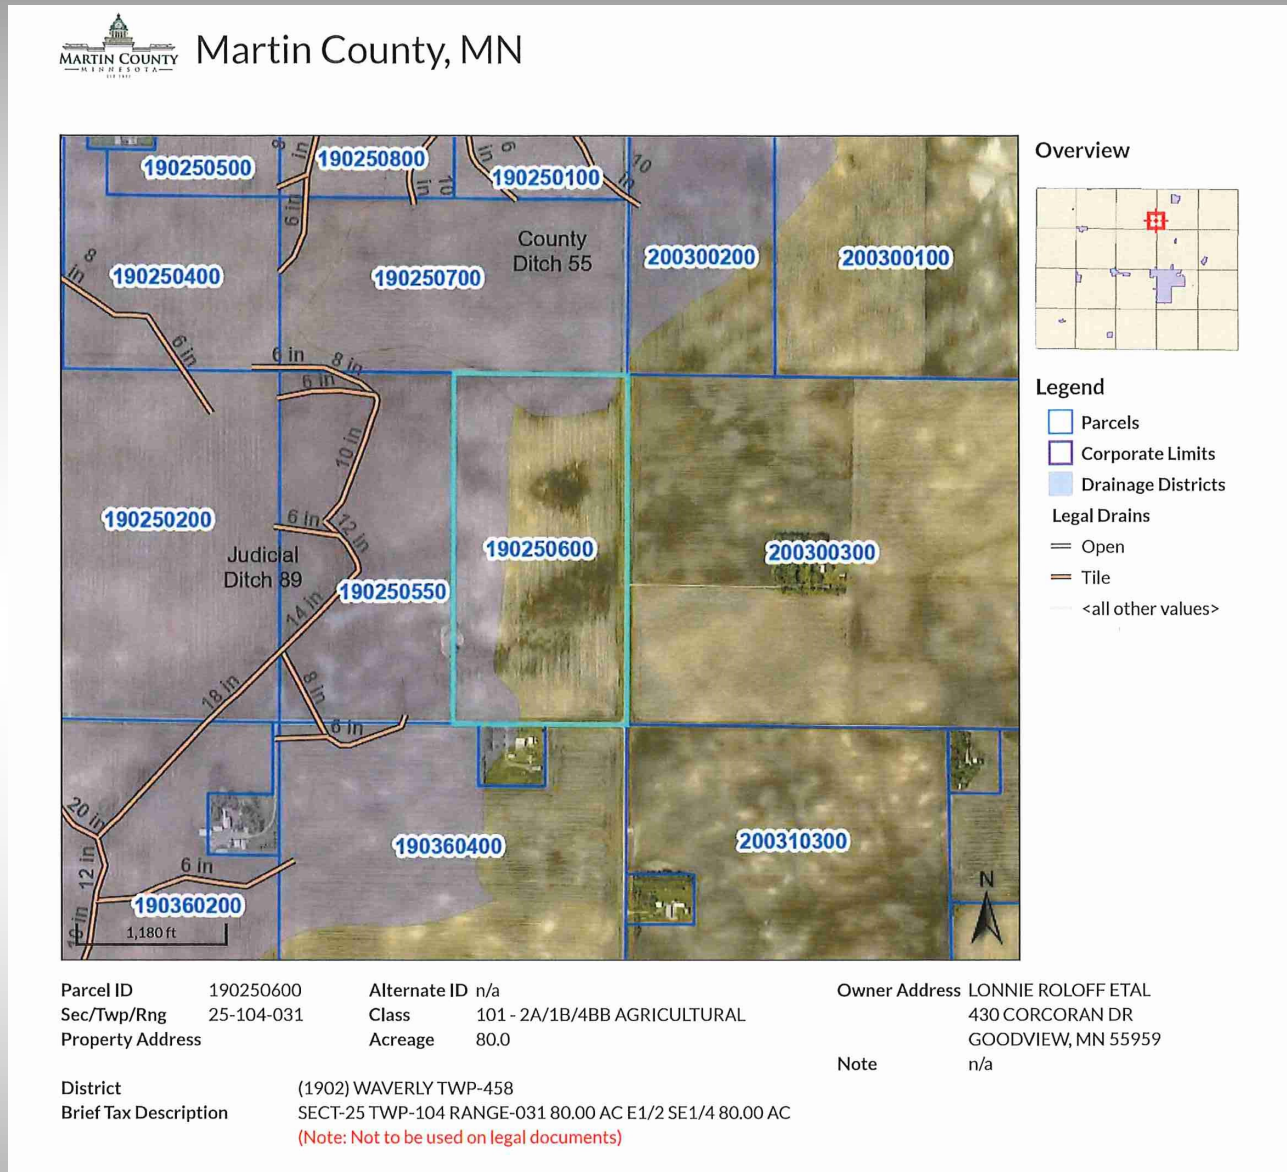 MARTIN COUNTY
MINNESOTA
Martin County, MN
190250500
190250800
190250100
8 in
6 in
10 in
6 in
10 in
County
Ditch 55
200300200
200300100
8 in
190250400
190250700
6 in
6 in
8 in
6 in
10 in
190250200
6 in
12 in
Judicial
Ditch 89
190250550
190250600
200300300
14 in
18 in
8 in
6 in
20 in
12 in
6 in
190360400
200310300
190360200
1,180 ft
N
Overview
Legend
Parcels
Corporate Limits
Drainage Districts
Legal Drains
Open
Tile
<all other values>
Parcel ID 190250600
Sec/Twp/Rng 25-104-031
Property Address
Alternate ID n/a
Class 101 - 2A/1B/4BB AGRICULTURAL
Acreage 80.0
Owner Address LONNIE ROLOFF ETAL
430 CORCORAN DR
GOODVIEW, MN 55959
Note n/a
District (1902) WAVERLY TWP-458
Brief Tax Description SECT-25 TWP-104 RANGE-031 80.00 AC E1/2 SE1/4 80.00 AC
(Note: Not to be used on legal documents)